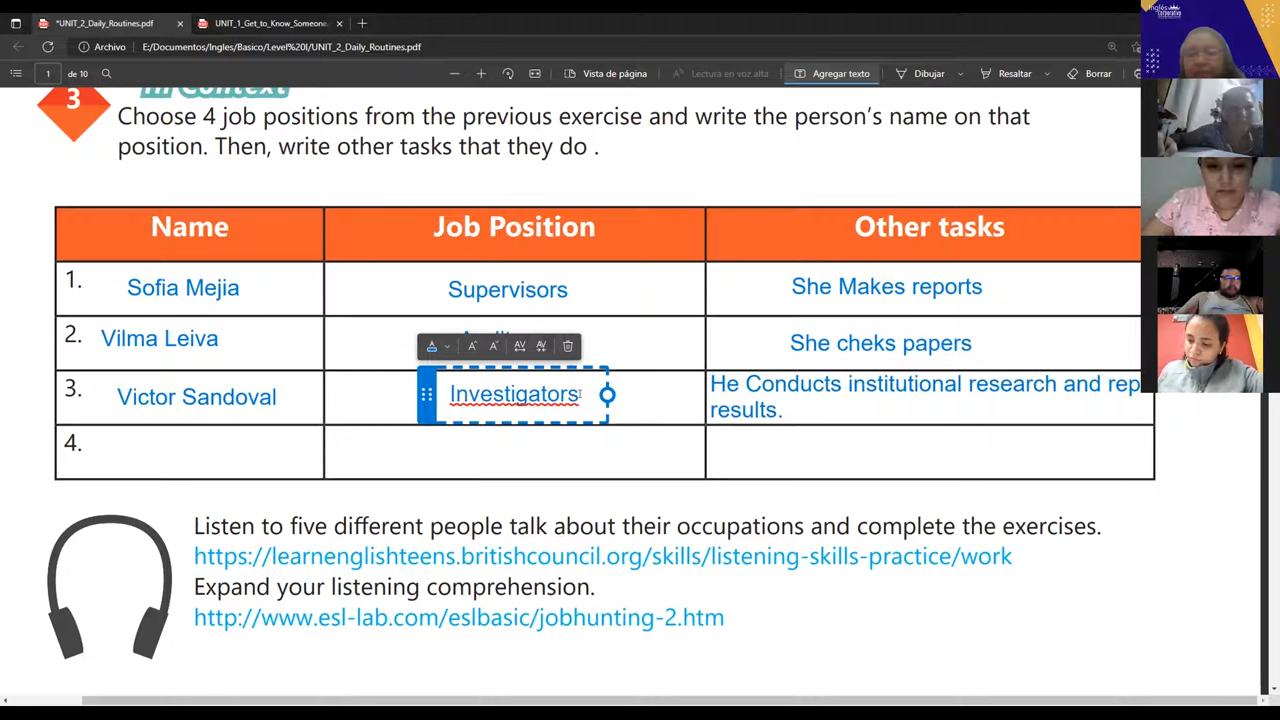 *UNIT_2_Daily_Routines.pdf
UNIT_1_Get_to_Know_Someone.
Archivo
E:/Documentos/Ingles/Basico/Level%20I/UNIT_2_Daily_Routines.pdf
1
de 10
Vista de página
Lectura en voz alta
Agregar texto
Dibujar
Resaltar
Borrar
3
In Context
Choose 4 job positions from the previous exercise and write the person's name on that
position. Then, write other tasks that they do .
Name
Job Position
Other tasks
1.
Sofia Mejia
Supervisors
She Makes reports
2.
Vilma Leiva
She cheks papers
3.
Victor Sandoval
Investigators
He Conducts institutional research and rep
results.
4.
Listen to five different people talk about their occupations and complete the exercises.
https://learnenglishteens.britishcouncil.org/skills/listening-skills-practice/work
Expand your listening comprehension.
http://www.esl-lab.com/eslbasic/jobhunting-2.htm